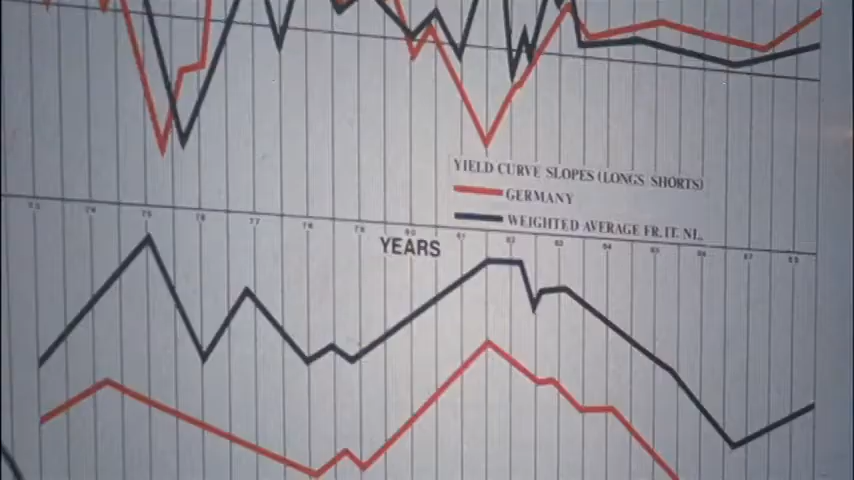 YIELD CURVE SLOPES (LONGS SHORTS)
GERMANY
WEIGHTED AVERAGE FR. IT. NL.
74 75 76 77 78 79 80 81 82 83 84 85 86 87 88
YEARS